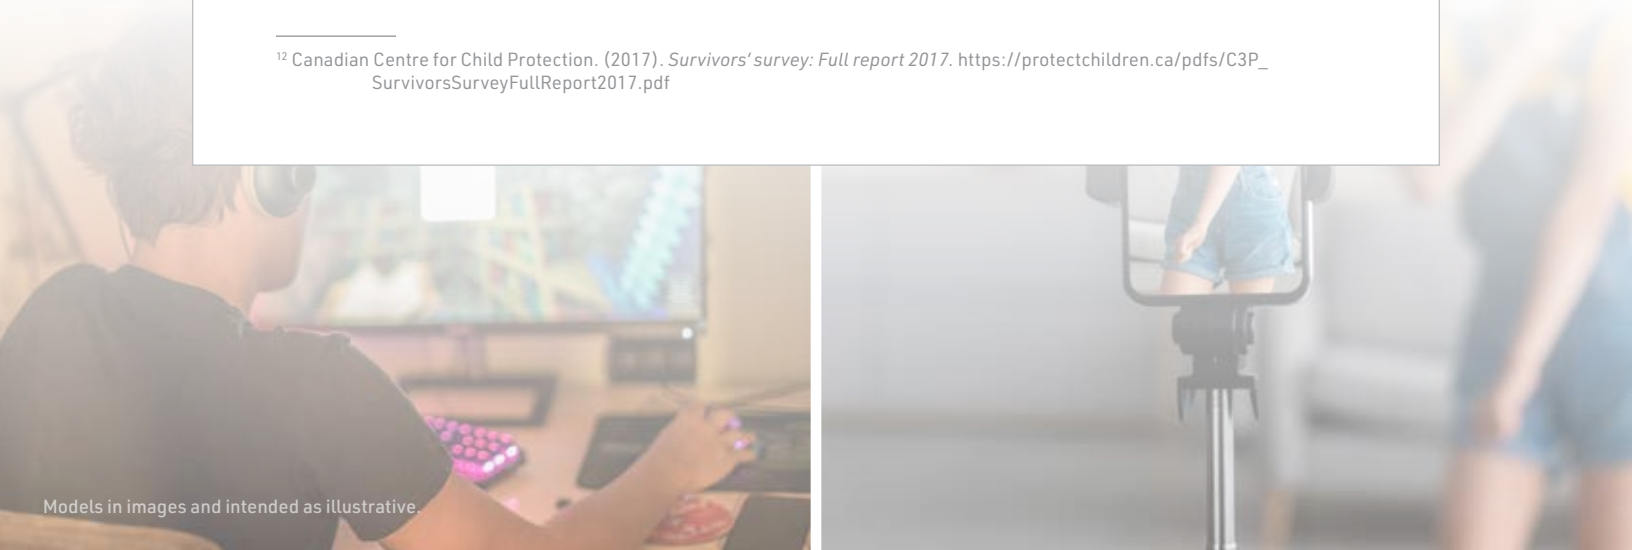 12 Canadian Centre for Child Protection. (2017). Survivors’ survey: Full report 2017. https://protectchildren.ca/pdfs/C3P_
SurvivorsSurveyFullReport2017.pdf
Models in images and intended as illustrative.